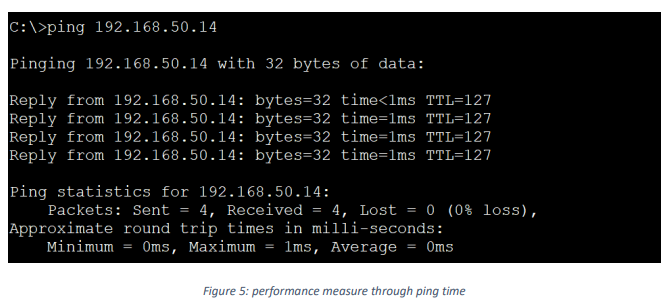 C:\>ping 192.168.50.14
Pinging 192.168.50.14 with 32 bytes of data:
Reply from 192.168.50.14: bytes=32 time<1ms TTL=127
Reply from 192.168.50.14: bytes=32 time=1ms TTL=127
Reply from 192.168.50.14: bytes=32 time=1ms TTL=127
Reply from 192.168.50.14: bytes=32 time=1ms TTL=127
Ping statistics for 192.168.50.14:
    Packets: Sent = 4, Received = 4, Lost = 0 (0% loss),
Approximate round trip times in milli-seconds:
    Minimum = 0ms, Maximum = 1ms, Average = 0ms
Figure 5: performance measure through ping time